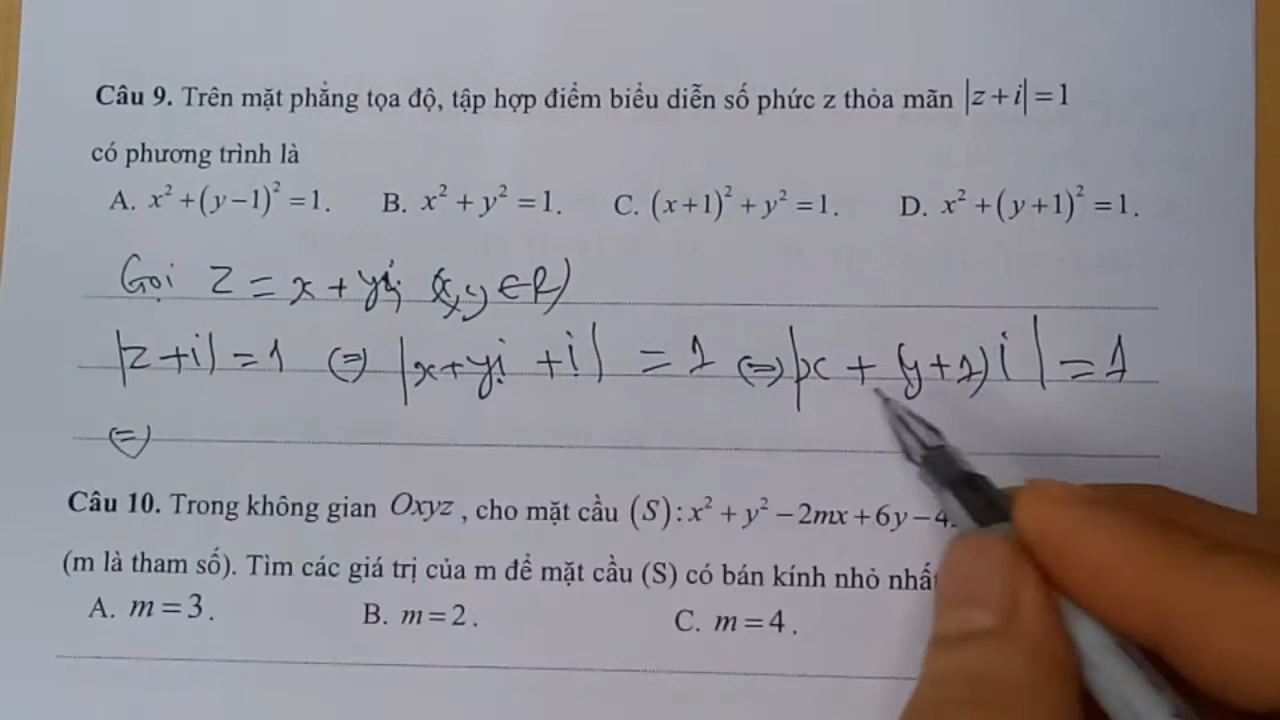 Câu 9. Trên mặt phẳng tọa độ, tập hợp điểm biểu diễn số phức z thỏa mãn |z+i|=1
có phương trình là
A. x²+(y−1)²=1. B. x²+y²=1. C. (x+1)²+y²=1. D. x²+(y+1)²=1.
Gọi z = x + yi; (x,y ∈ R)
|z+i| = 1 ⇔ |x+yi +i| = 1 ⇔ |x + (y+1)i| = 1
⇔
Câu 10. Trong không gian Oxyz, cho mặt cầu (S): x²+y²−2mx+6y−4
(m là tham số). Tìm các giá trị của m để mặt cầu (S) có bán kính nhỏ
A. m=3. B. m=2. C. m=4.